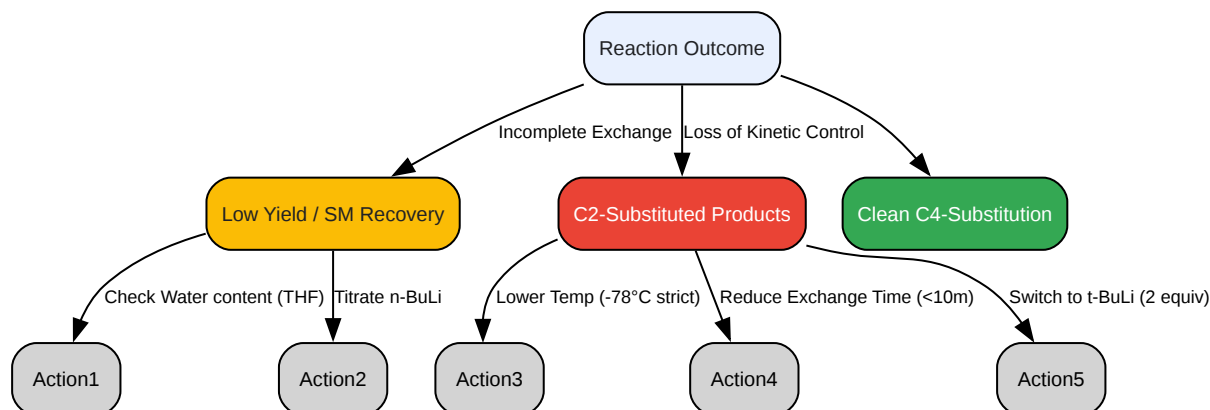 Reaction Outcome
Incomplete Exchange
Loss of Kinetic Control
Low Yield / SM Recovery
C2-Substituted Products
Clean C4-Substitution
Check Water content (THF)
Titrate n-BuLi
Lower Temp (-78°C strict)
Reduce Exchange Time (<10m)
Switch to t-BuLi (2 equiv)
Action1
Action2
Action3
Action4
Action5